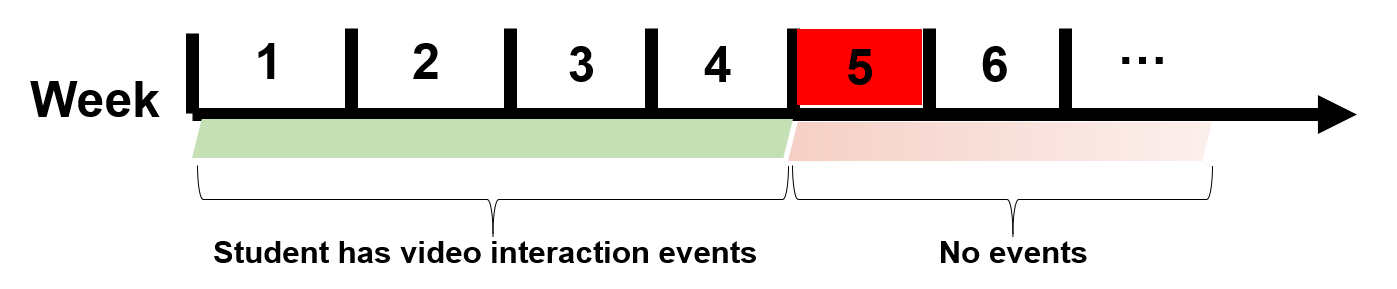 Week 1 2 3 4 5 6 ...
Student has video interaction events No events